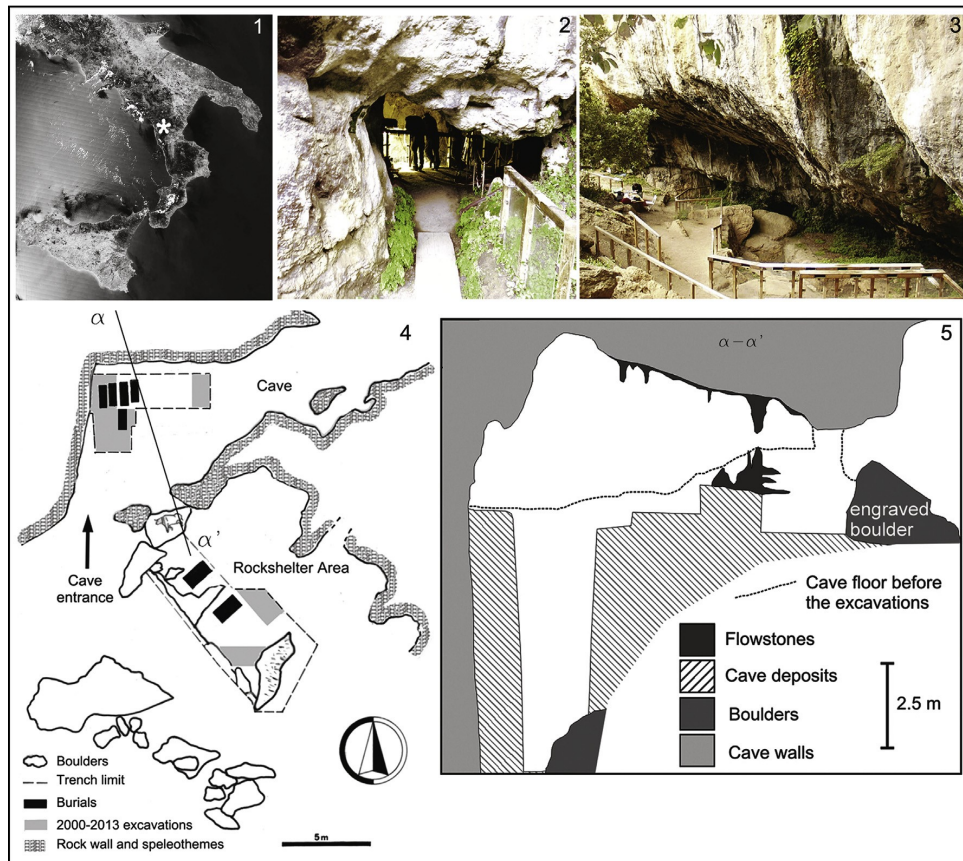 1
2
3
4
α
Cave
α'
Rockshelter Area
Cave
entrance
Boulders
Trench limit
Burials
2000-2013 excavations
Rock wall and speleothemes
5m
5
α–α'
engraved
boulder
Cave floor before
the excavations
Flowstones
Cave deposits
Boulders
Cave walls
2.5 m